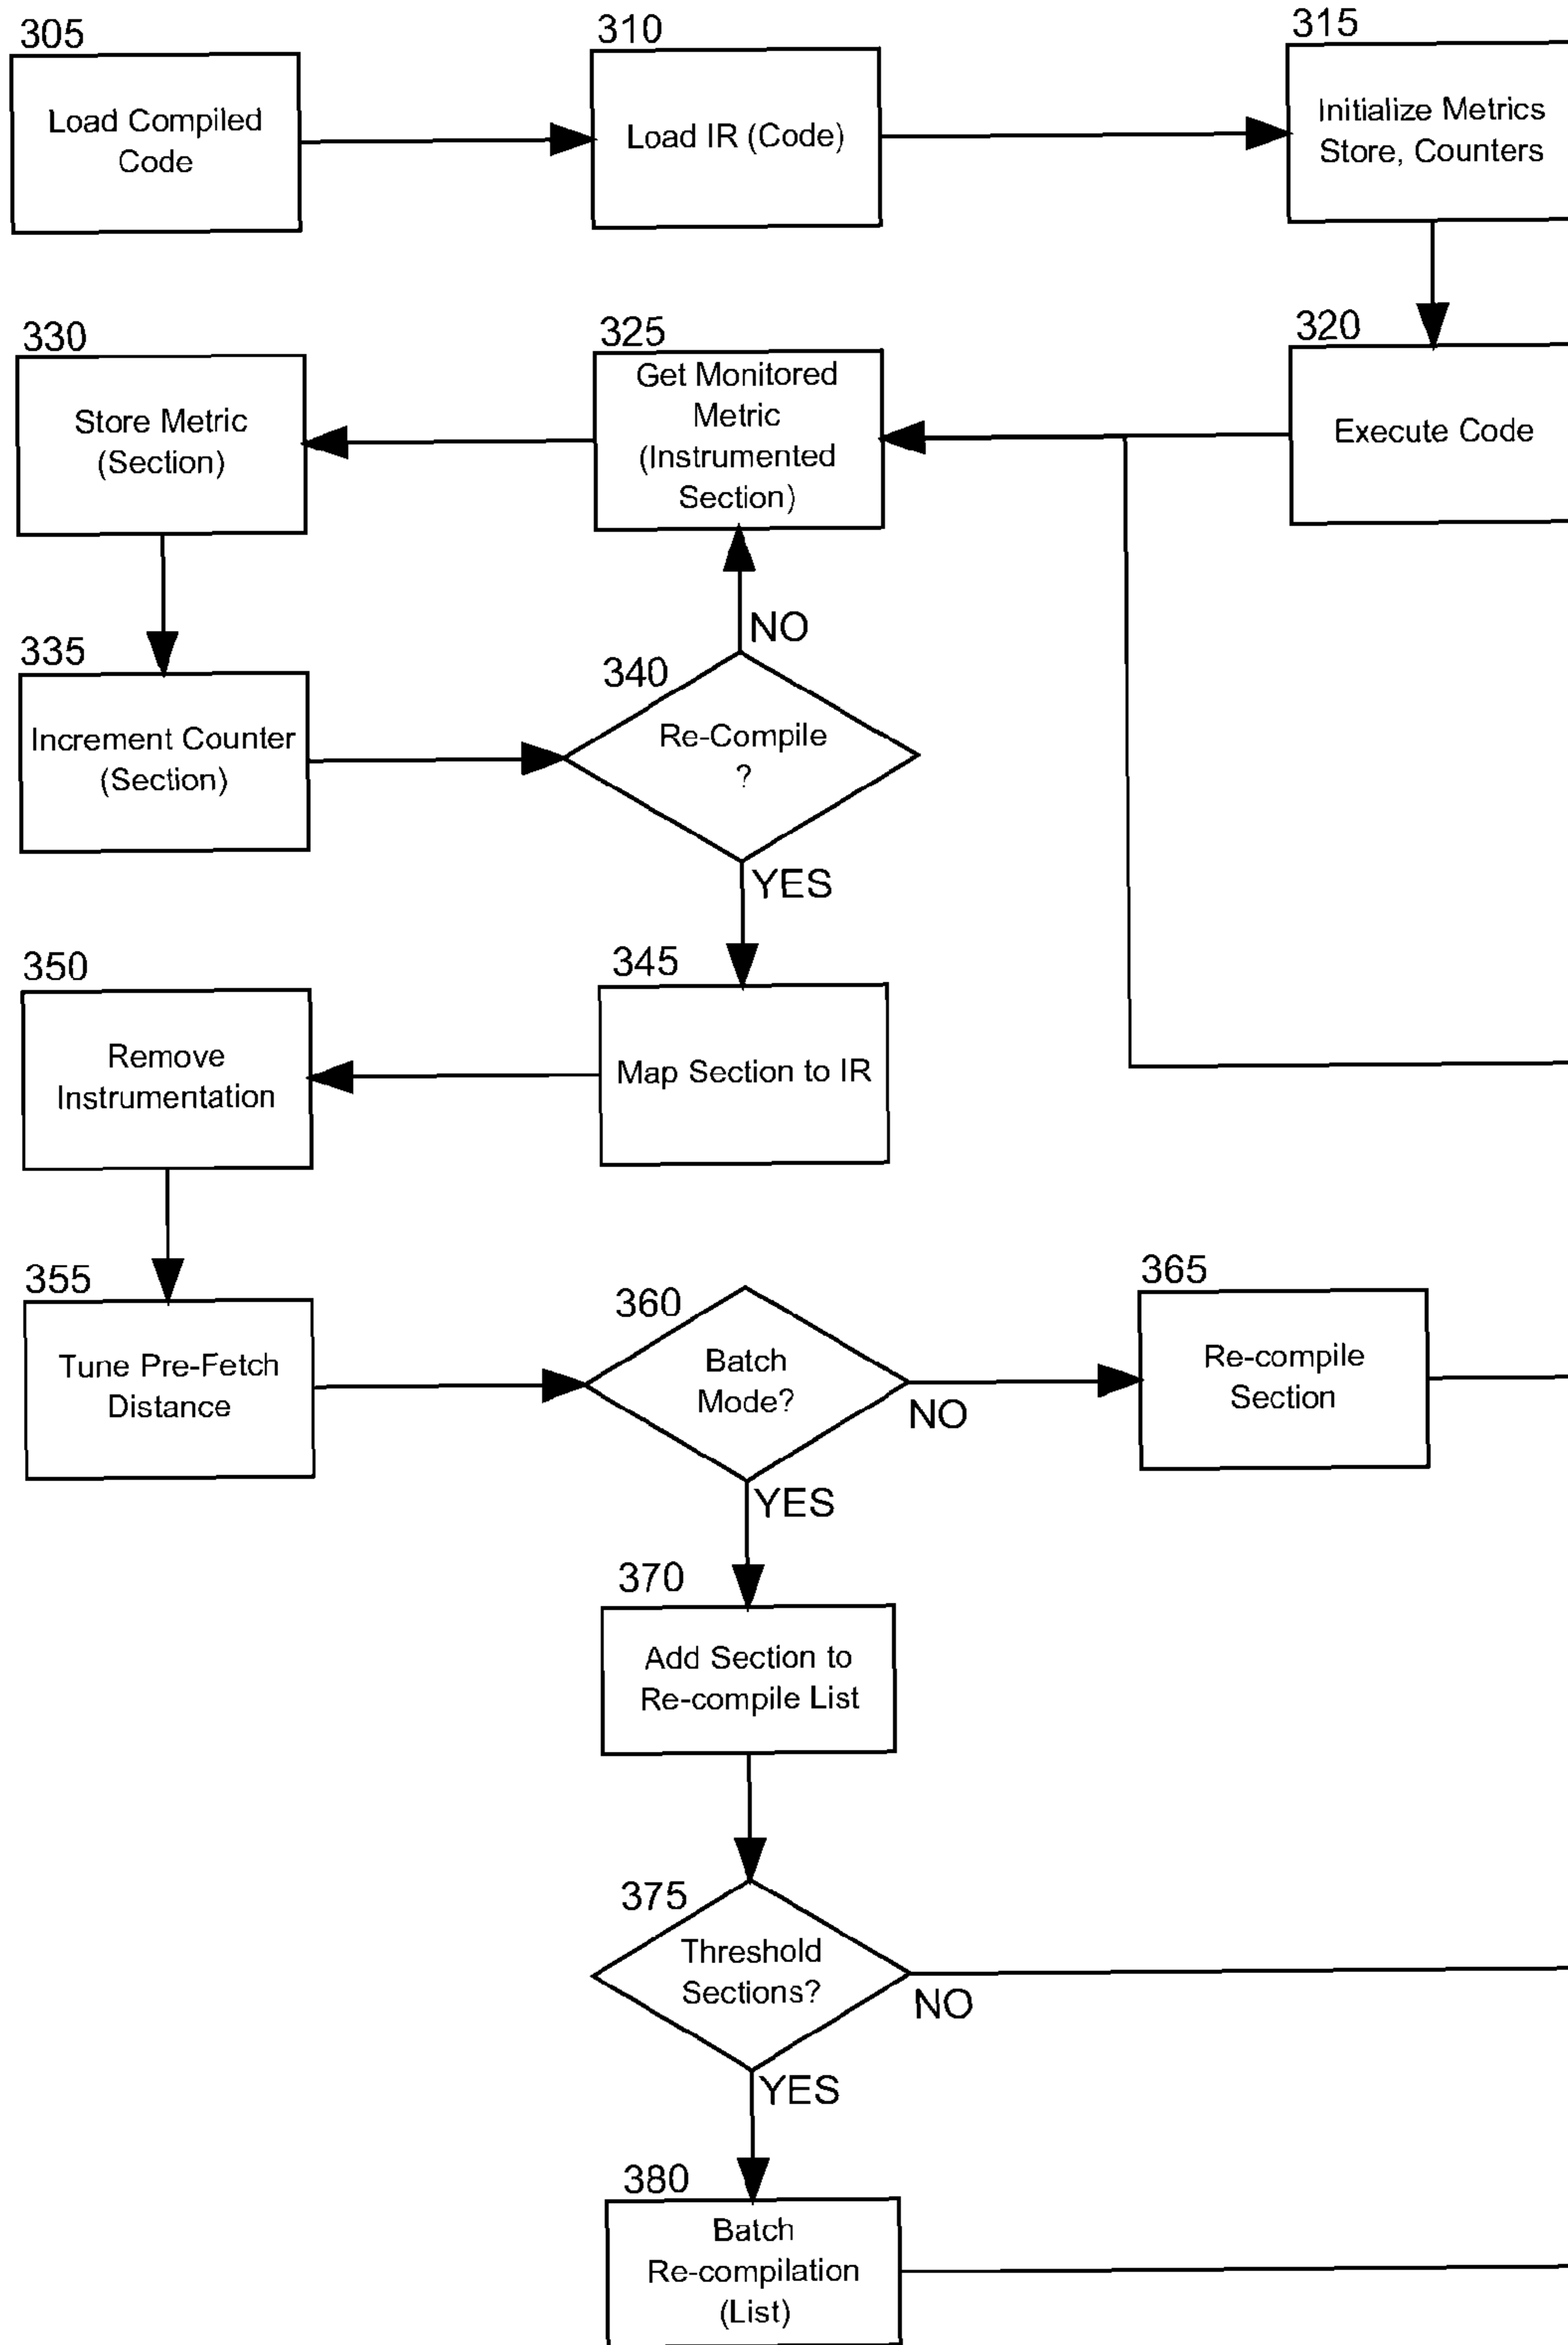 305
Load Compiled
Code
310
Load IR (Code)
315
Initialize Metrics
Store, Counters
330
Store Metric
(Section)
325
Get Monitored
Metric
(Instrumented
Section)
320
Execute Code
NO
335
Increment Counter
(Section)
340
Re-Compile
?
YES
350
Remove
Instrumentation
345
Map Section to IR
355
Tune Pre-Fetch
Distance
360
Batch
Mode?
NO
365
Re-compile
Section
YES
370
Add Section to
Re-compile List
375
Threshold
Sections?
NO
YES
380
Batch
Re-compilation
(List)